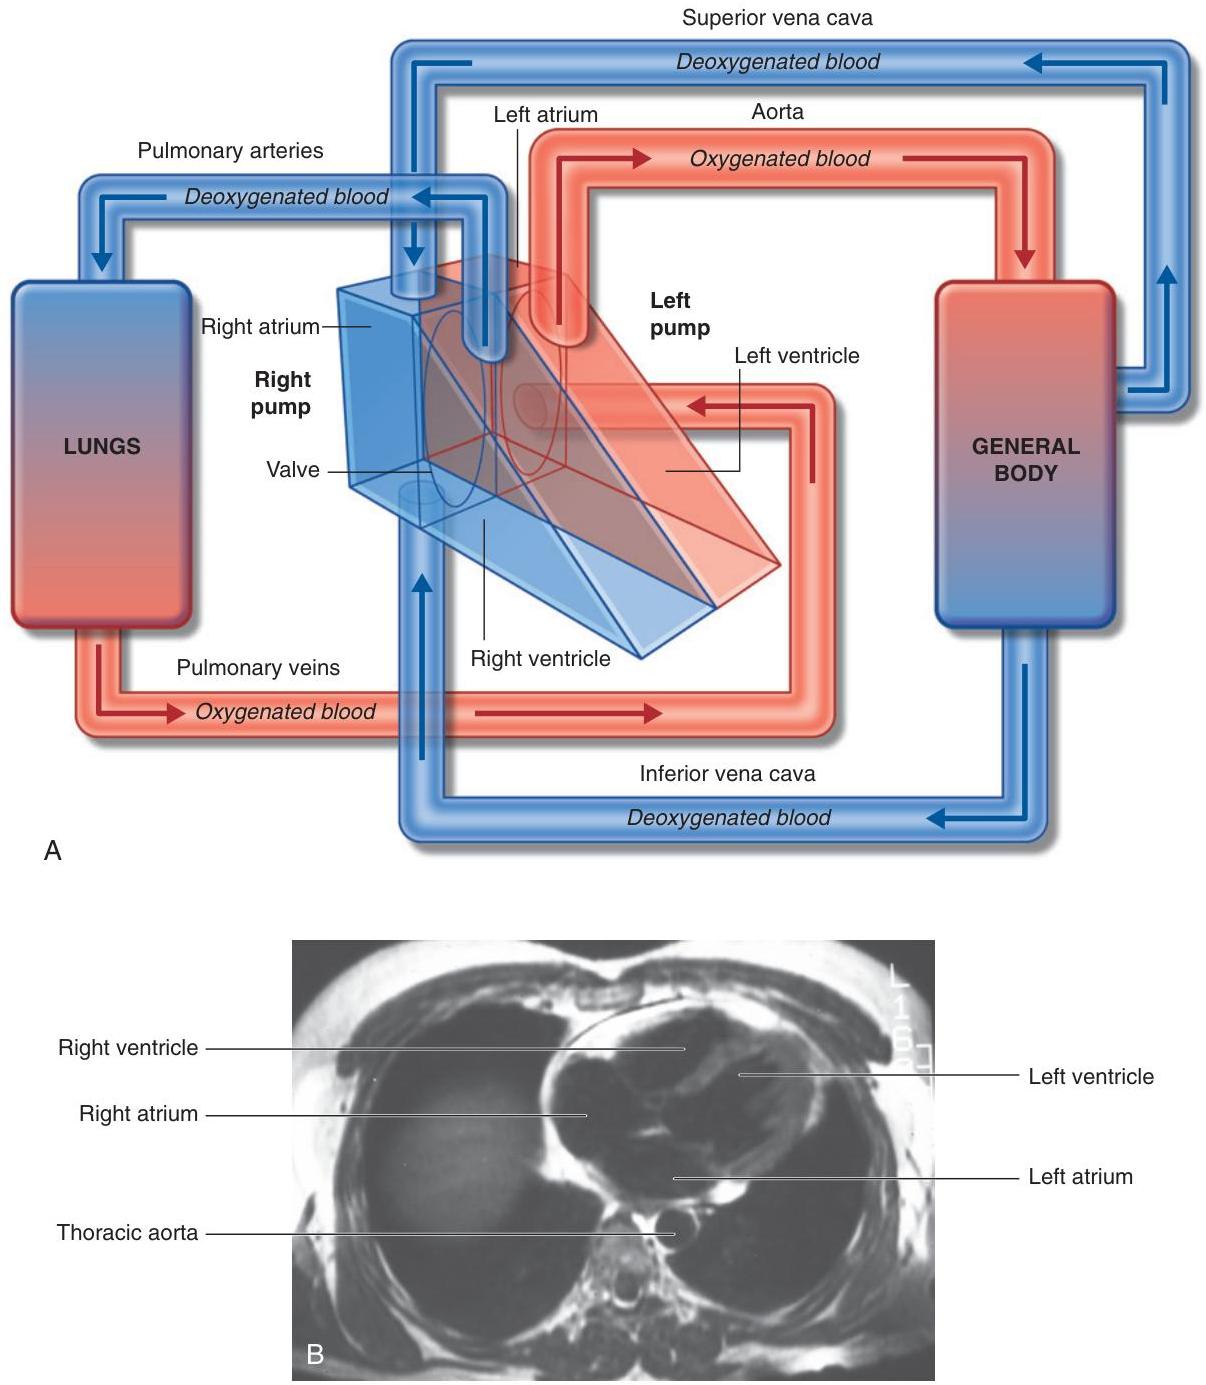 Superior vena cava
Deoxygenated blood
Left atrium
Aorta
Pulmonary arteries
Oxygenated blood
Deoxygenated blood
Left
pump
Right atrium
Left ventricle
Right
pump
LUNGS
GENERAL
BODY
Valve
Right ventricle
Pulmonary veins
Oxygenated blood
Inferior vena cava
Deoxygenated blood
A
Right ventricle
Left ventricle
Right atrium
Left atrium
Thoracic aorta
B
L